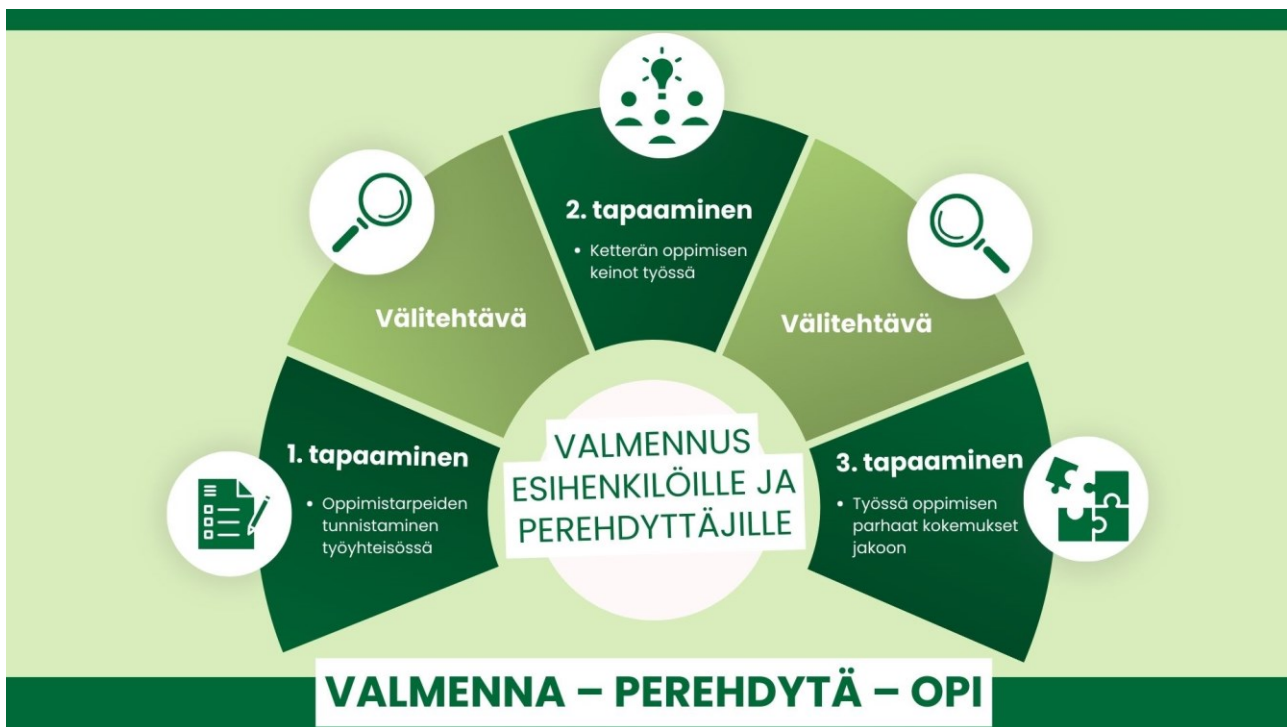 1. tapaaminen
• Oppimistarpeiden
tunnistaminen
työyhteisössä
Välitehtävä
2. tapaaminen
• Ketterän oppimisen
keinot työssä
Välitehtävä
3. tapaaminen
• Työssä oppimisen
parhaat kokemukset
jakoon
VALMENNUS
ESIHENKILÖILLE JA
PEREHDYTTÄJILLE
VALMENNA – PEREHDYTÄ – OPI